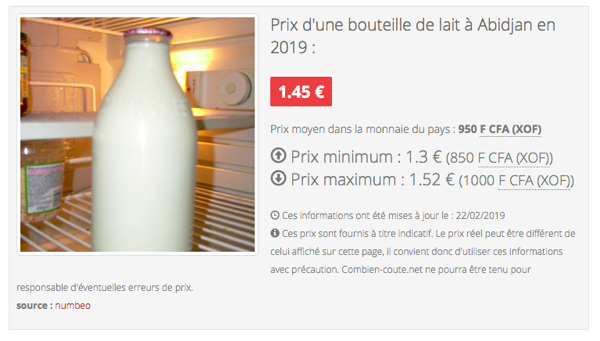 Prix d'une bouteille de lait à Abidjan en
2019 :
1.45 €
Prix moyen dans la monnaie du pays : 950 F CFA (XOF)
Prix minimum : 1.3 € (850 F CFA (XOF))
Prix maximum : 1.52 € (1000 F CFA (XOF))
Ces informations ont été mises à jour le : 22/02/2019
Ces prix sont fournis à titre indicatif. Le prix réel peut être différent de
celui affiché sur cette page, il convient donc d'utiliser ces informations
avec précaution. Combien-coute.net ne pourra être tenu pour
responsable d'éventuelles erreurs de prix.
source : numbeo